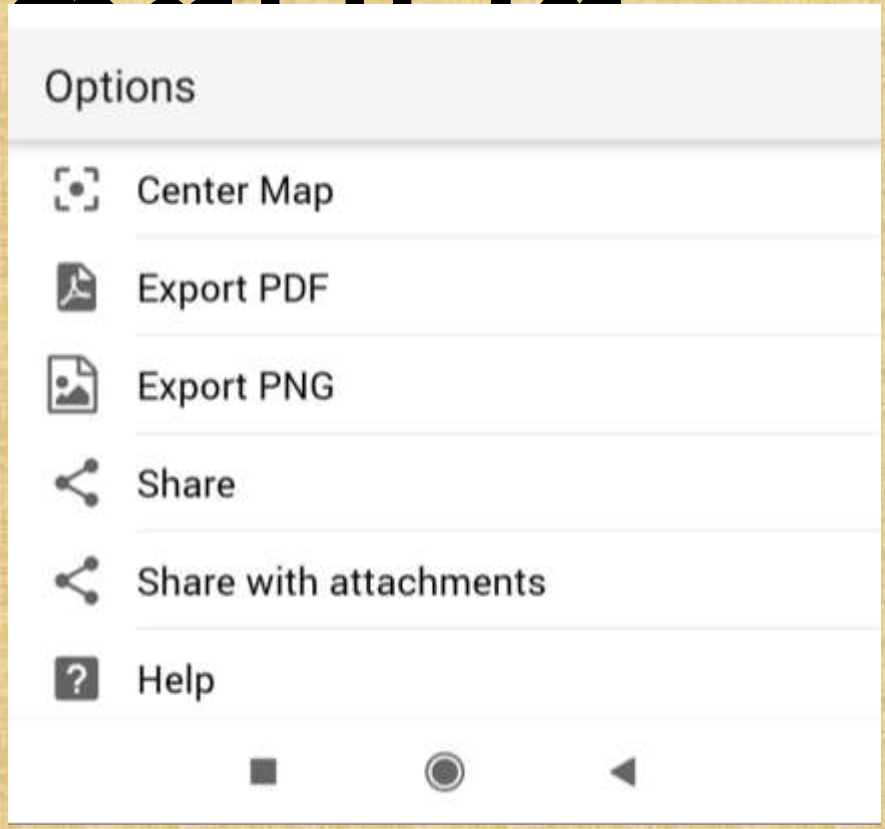 Options
Center Map
Export PDF
Export PNG
Share
Share with attachments
Help